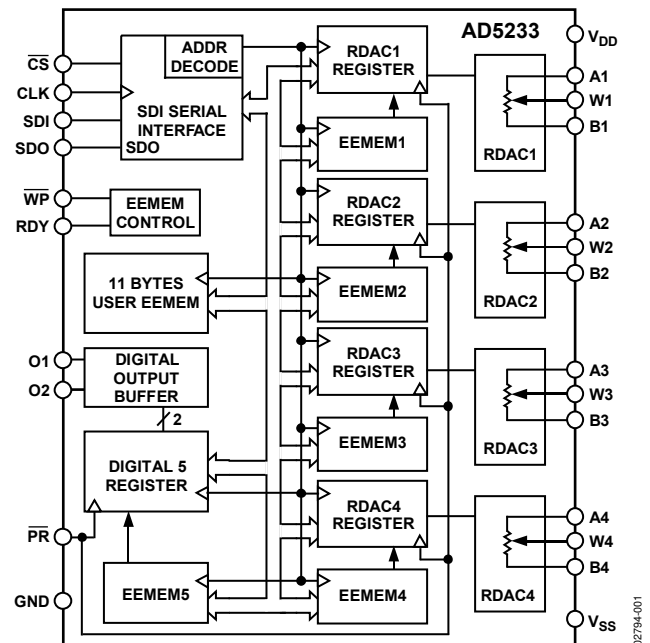 AD5233
CS
CLK
SDI
SDO
ADDR
DECODE
SDI SERIAL
INTERFACE
SDO
WP
RDY
EEMEM
CONTROL
11 BYTES
USER EEMEM
O1
O2
DIGITAL
OUTPUT
BUFFER
2
DIGITAL 5
REGISTER
PR
GND
EEMEM5
RDAC1
REGISTER
EEMEM1
RDAC2
REGISTER
EEMEM2
RDAC3
REGISTER
EEMEM3
RDAC4
REGISTER
EEMEM4
VDD
A1
W1
B1
RDAC1
A2
W2
B2
RDAC2
A3
W3
B3
RDAC3
A4
W4
B4
RDAC4
VSS
02794-001